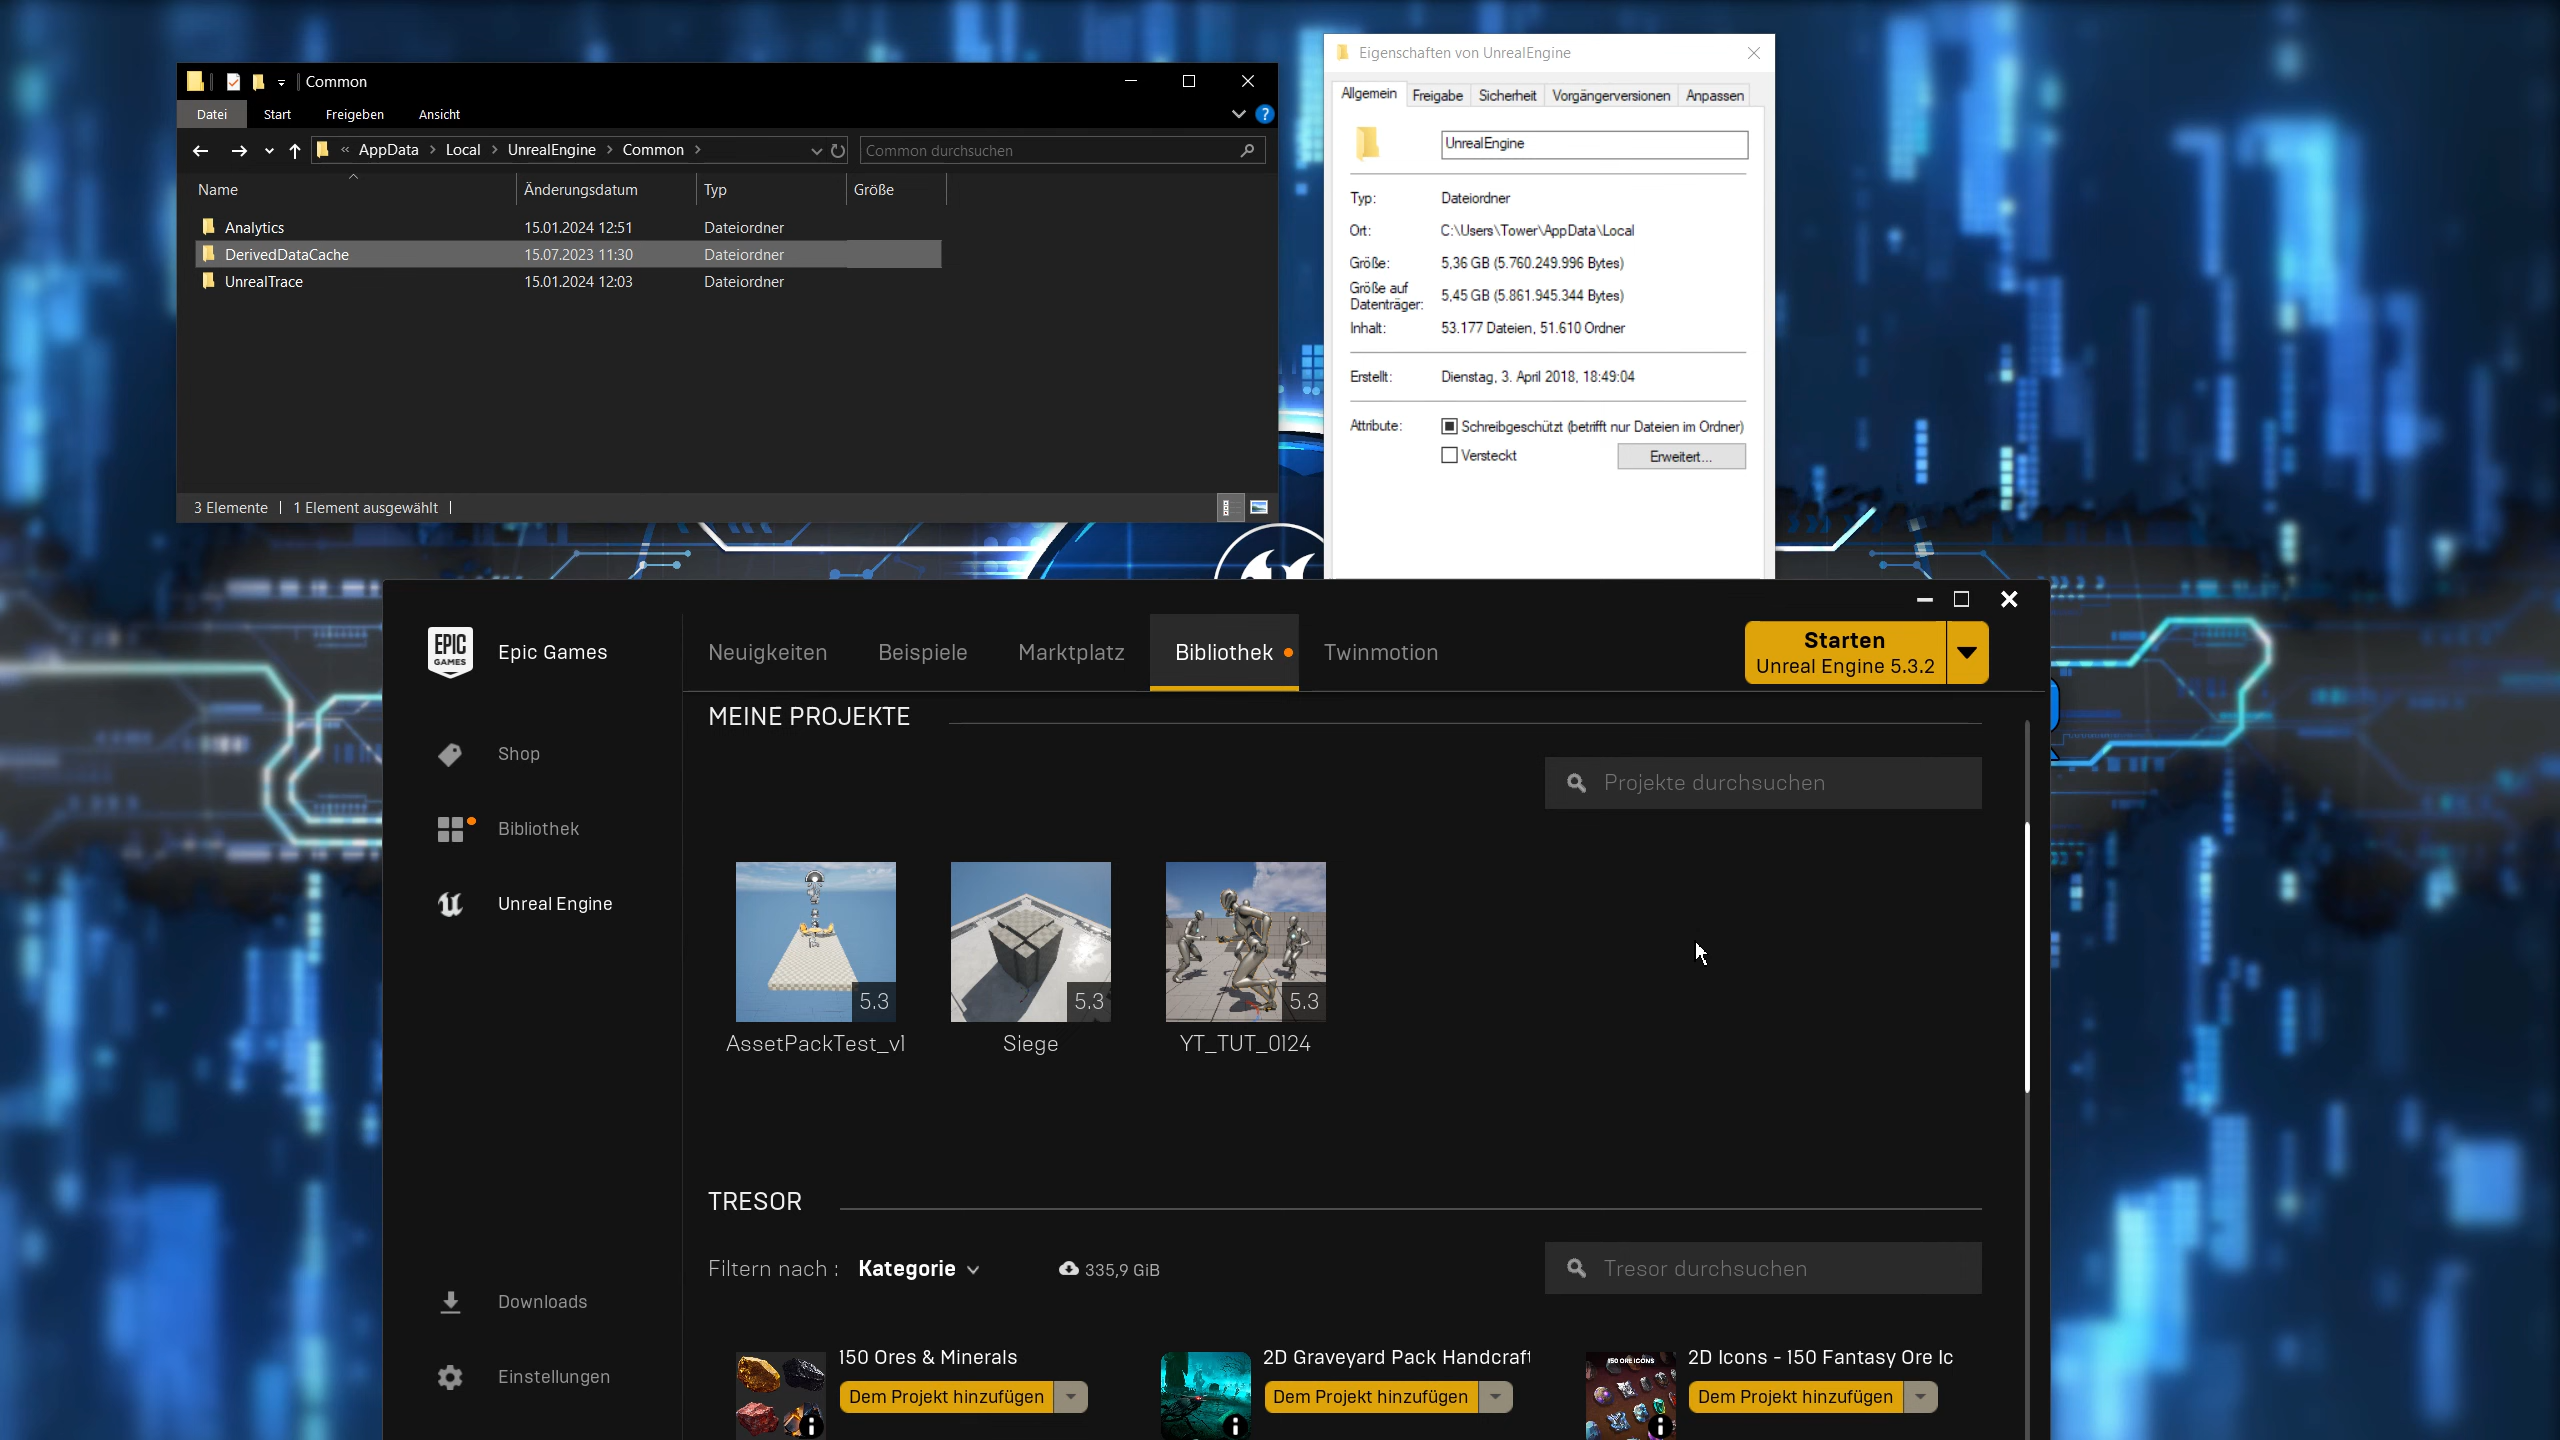 Common
Datei Start Freigeben Ansicht
« AppData > Local > UnrealEngine > Common >
Common durchsuchen
Name Änderungsdatum Typ Größe
Analytics 15.01.2024 12:51 Dateiordner
DerivedDataCache 15.07.2023 11:30 Dateiordner
UnrealTrace 15.01.2024 12:03 Dateiordner
3 Elemente 1 Element ausgewählt
Eigenschaften von UnrealEngine
Allgemein Freigabe Sicherheit Vorgängerversionen Anpassen
UnrealEngine
Typ: Dateiordner
Ort: C:\Users\Tower\AppData\Local
Größe: 5,36 GB (5.760.249.996 Bytes)
Größe auf
Datenträger: 5,45 GB (5.861.945.344 Bytes)
Inhalt: 53.177 Dateien, 51.610 Ordner
Erstellt: Dienstag, 3. April 2018, 18:49:04
Attribute: Schreibgeschützt (betrifft nur Dateien im Ordner)
Versteckt Erweitert...
EPIC
GAMES
Epic Games
Shop
Bibliothek
Unreal Engine
Downloads
Einstellungen
Neuigkeiten Beispiele Marktplatz Bibliothek Twinmotion
Starten
Unreal Engine 5.3.2
MEINE PROJEKTE
Projekte durchsuchen
5.3 5.3 5.3
AssetPackTest_v1 Siege YT_TUT_0124
TRESOR
Filtern nach : Kategorie 335,9 GiB
Tresor durchsuchen
150 Ores & Minerals
Dem Projekt hinzufügen
2D Graveyard Pack Handcraft
Dem Projekt hinzufügen
150 ORE ICONS
2D Icons - 150 Fantasy Ore Ic
Dem Projekt hinzufügen